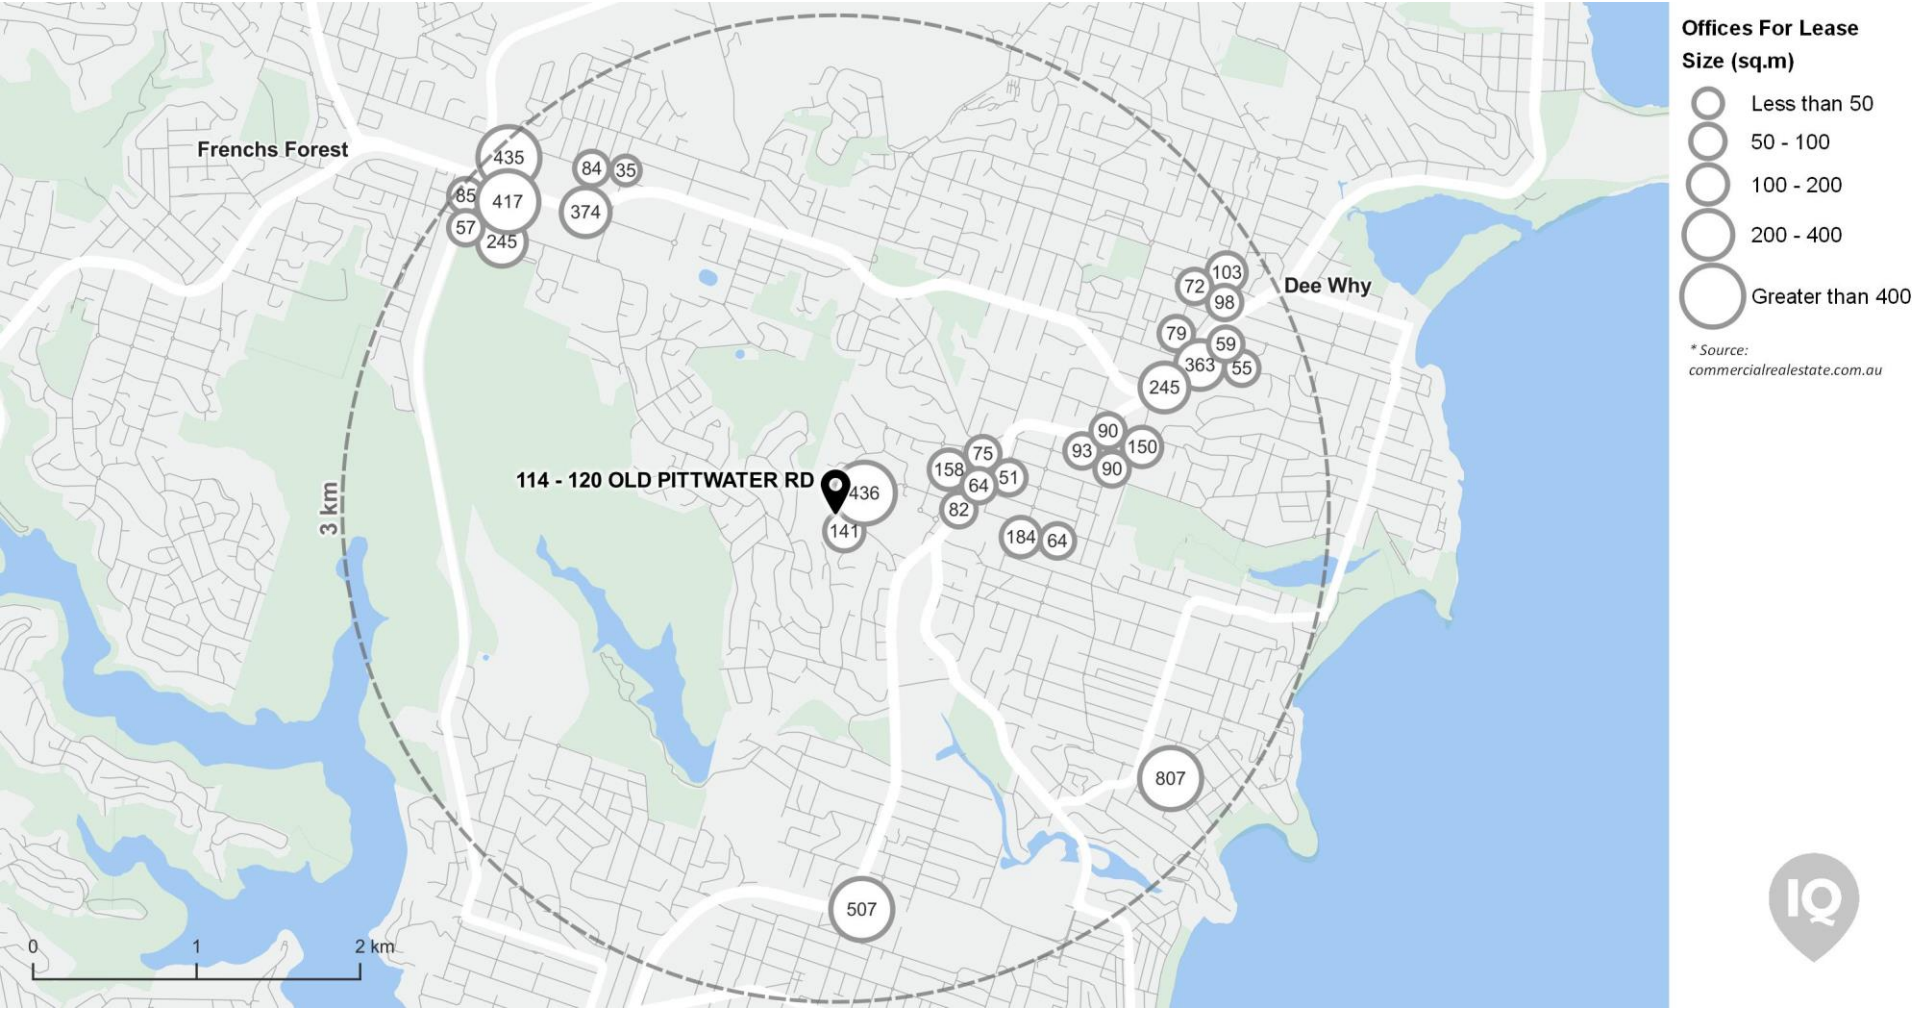 Frenchs Forest
435
84
35
85
417
374
57
245
103
72
98
Dee Why
79
59
363
55
245
90
93
150
90
75
158
51
64
82
114 - 120 OLD PITTWATER RD
436
141
184
64
3 km
807
507
0 1 2 km
Offices For Lease
Size (sq.m)
Less than 50
50 - 100
100 - 200
200 - 400
Greater than 400
* Source:
commercialrealestate.com.au
IQ